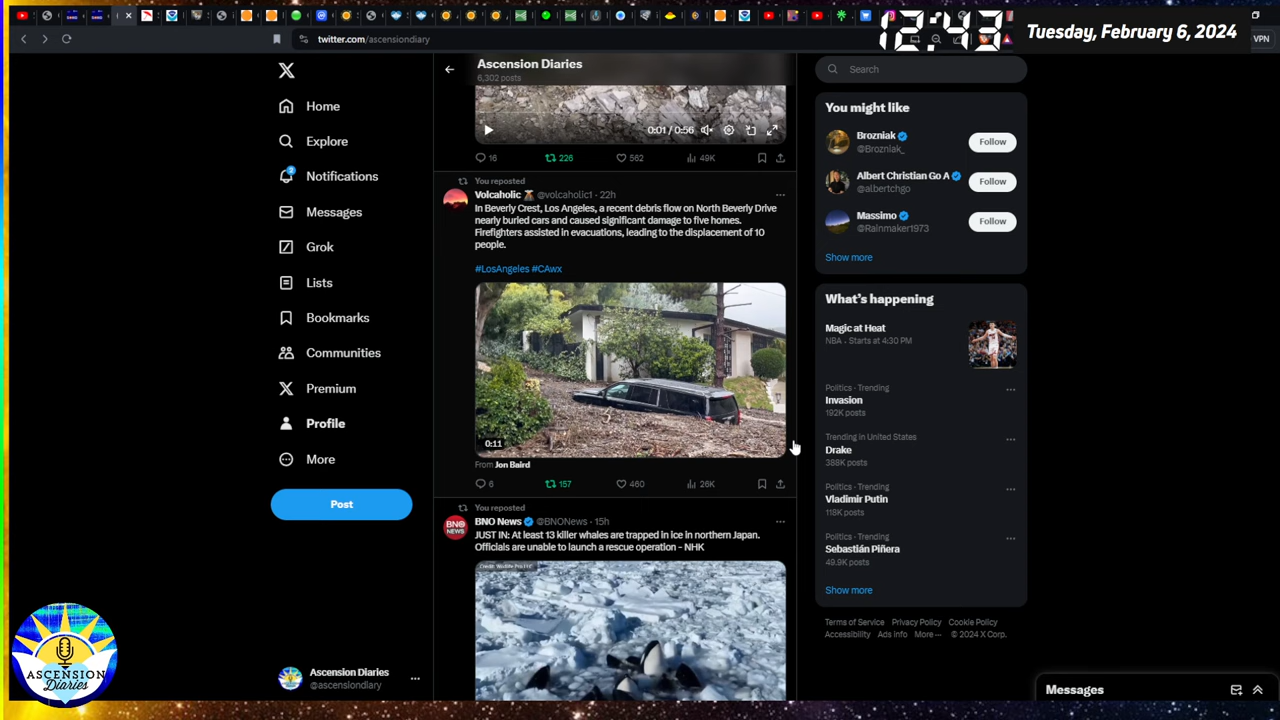 12:43
Tuesday, February 6, 2024
twitter.com/ascensiondiary
VPN
Home
Explore
2
Notifications
Messages
Grok
Lists
Bookmarks
Communities
Premium
Profile
More
Post
Ascension Diaries
@ascensiondiary
ASCENSION
Diaries
Ascension Diaries
6,302 posts
0:01 / 0:56
16
226
562
49K
You reposted
Volcaholic @volcaholic1 · 22h
In Beverly Crest, Los Angeles, a recent debris flow on North Beverly Drive
nearly buried cars and caused significant damage to five homes.
Firefighters assisted in evacuations, leading to the displacement of 10
people.
#LosAngeles #CAwx
0:11
From Jon Baird
6
157
460
26K
You reposted
BNO News @BNONews · 15h
BNO
NEWS
JUST IN: At least 13 killer whales are trapped in ice in northern Japan.
Officials are unable to launch a rescue operation - NHK
Search
You might like
Brozniak
@Brozniak_
Follow
Albert Christian Go A
@albertchgo
Follow
Massimo
@Rainmaker1973
Follow
Show more
What's happening
Magic at Heat
NBA · Starts at 4:30 PM
Politics · Trending
Invasion
192K posts
Trending in United States
Drake
388K posts
Politics · Trending
Vladimir Putin
118K posts
Politics · Trending
Sebastián Piñera
49.9K posts
Show more
Terms of Service Privacy Policy Cookie Policy
Accessibility Ads info More ··· © 2024 X Corp.
Messages